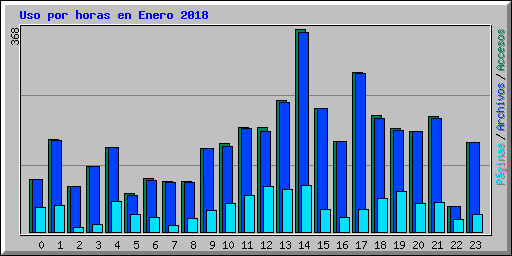 Uso por horas en Enero 2018
368
Páginas / Archivos / Accesos
0 1 2 3 4 5 6 7 8 9 10 11 12 13 14 15 16 17 18 19 20 21 22 23